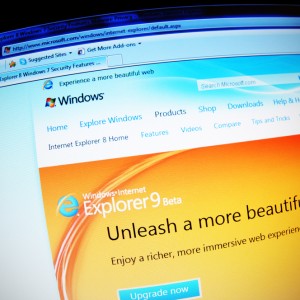 http://www.microsoft.com/windows/internet-explorer/default.aspx
Suggested Sites Get More Add-ons
Explorer 8 Windows 7 Security Features ...
Experience a more beautiful web
Windows
Home Explore Windows Products Shop Downloads
Internet Explorer 8 Home Features Videos Compare Tips and Tricks
Windows Internet
Explorer 9 Beta
Unleash a more beautiful
Enjoy a richer, more immersive web experien
Upgrade now